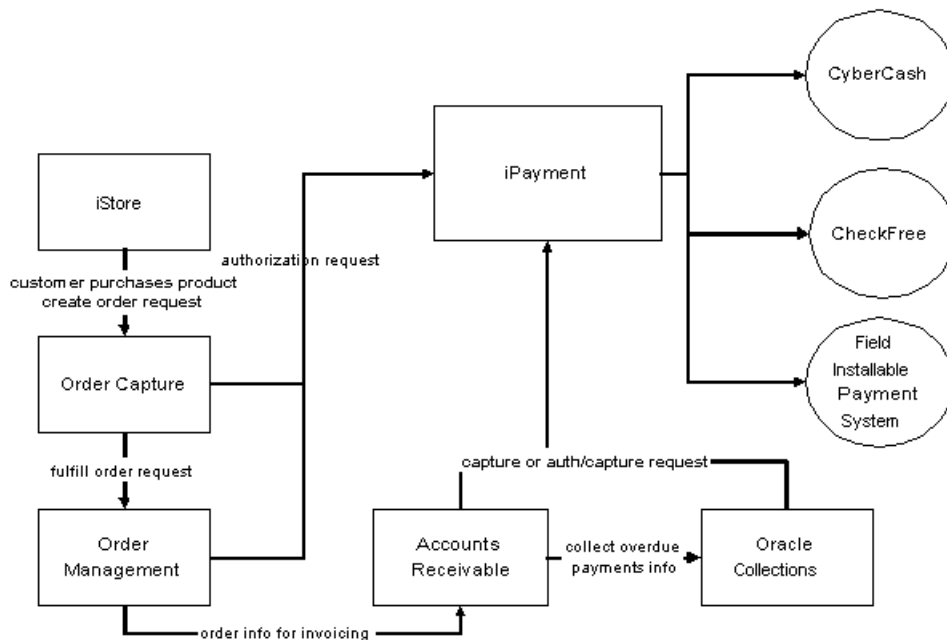 CyberCash
iPayment
iStore
CheckFree
authorization request
customer purchases product
create order request
Field
Installable
Payment
System
Order Capture
fulfill order request
capture or auth/capture request
Order
Management
Accounts
Receivable
collect overdue
payments info
Oracle
Collections
order info for invoicing